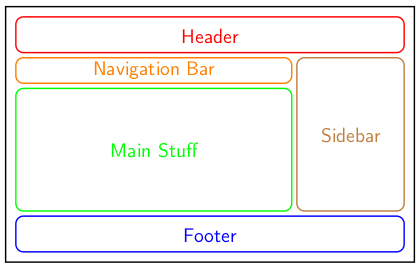 Header
Navigation Bar
Main Stuff
Sidebar
Footer